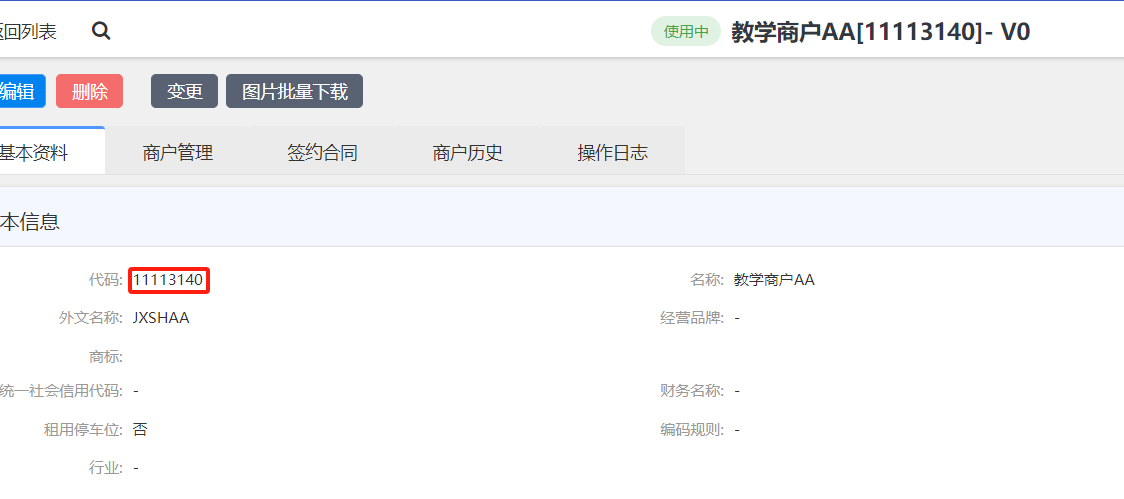 返回列表
使用中 教学商户AA[11113140]- V0
编辑 删除 变更 图片批量下载
基本资料 商户管理 签约合同 商户历史 操作日志
本信息
代码: 11113140 名称: 教学商户AA
外文名称: JXSHAA 经营品牌: -
商标:
统一社会信用代码: - 财务名称: -
租用停车位: 否 编码规则: -
行业: -